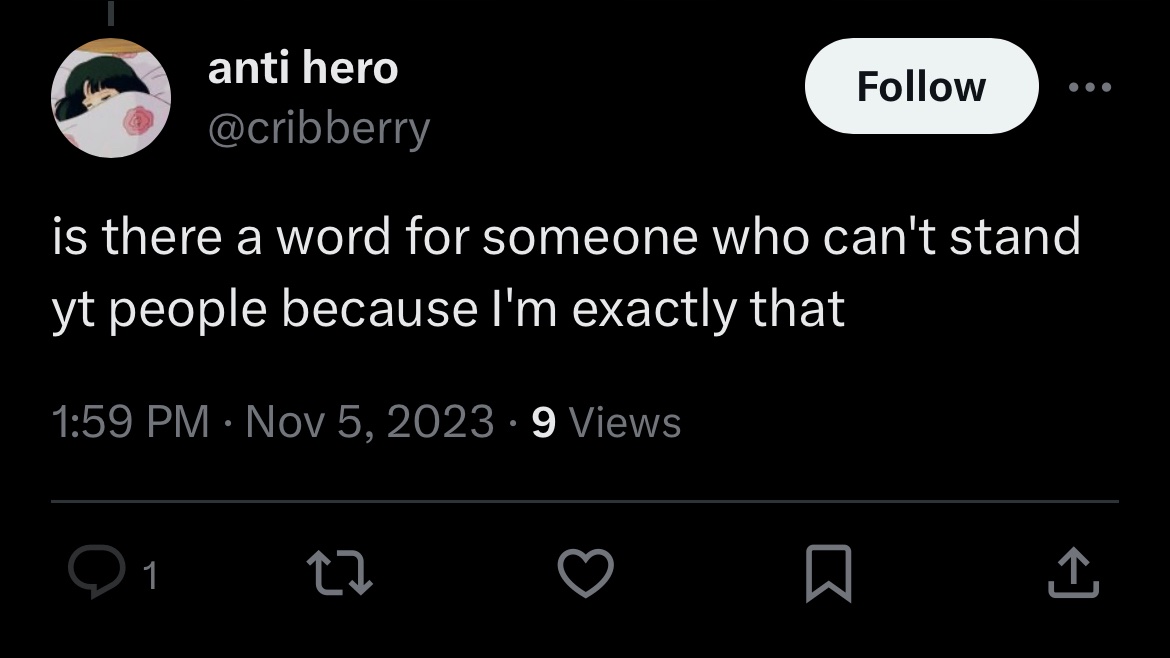 anti hero
Follow
@cribberry
is there a word for someone who can't stand
yt people because I'm exactly that
1:59 PM · Nov 5, 2023 · 9 Views
1